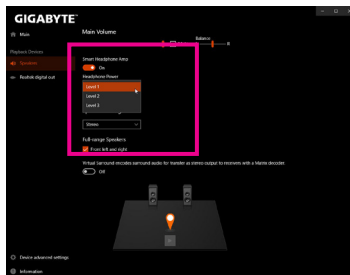 GIGABYTE™
Main
Main Volume
Balance
R
Playback Devices
Speakers
Realtek digital out
Smart Headphone Amp
On
Headphone Power
Level 1
Level 2
Level 3
Stereo
Full-range Speakers
Front left and right
Virtual Surround encodes surround audio for transfer as stereo output to receivers with a Matrix decoder.
Off
Device advanced settings
Information